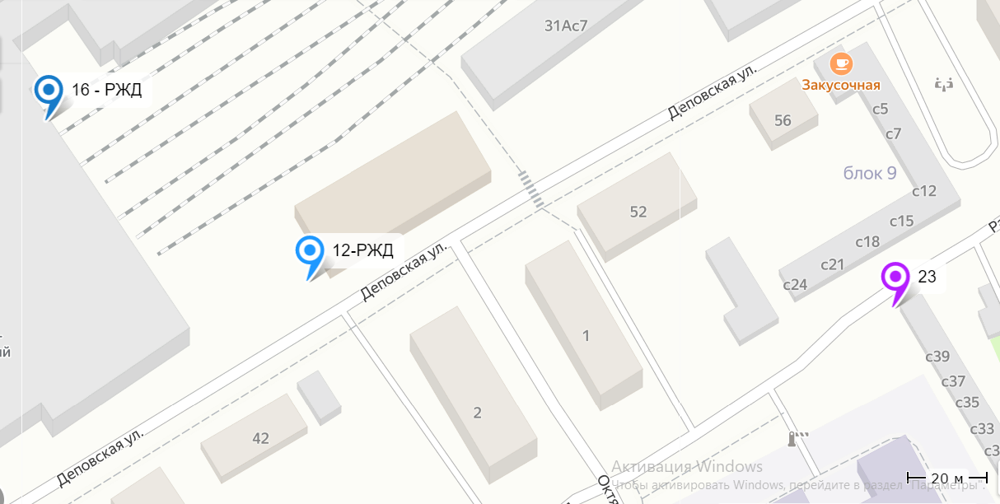 31Ас7
16 - РЖД
Закусочная
Деповская ул.
с5
56
с7
блок 9
с12
52
с15
12-РЖД
с18
с21
Деповская ул.
23
с24
1
ий
с39
с37
2
с35
42
с33
Деповская ул.
Активация Windows
20 м
Чтобы активировать Windows, перейдите в раздел "Параметры".